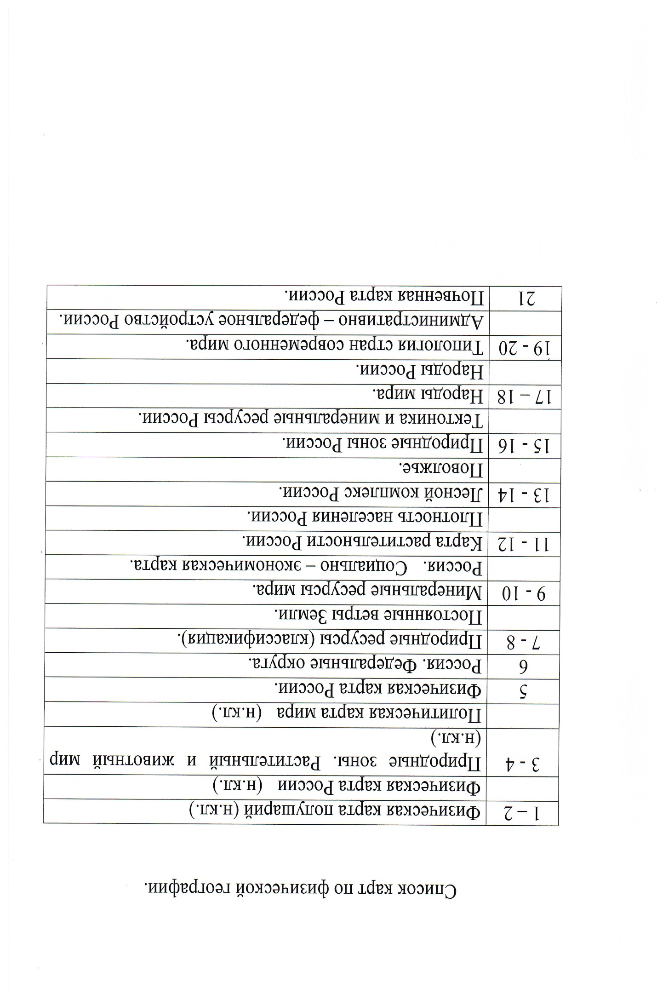 Список карт по физической географии.
1 – 2 Физическая карта полушарий (н.кл.)
Физическая карта России (н.кл.)
3 - 4 Природные зоны. Растительный и животный мир
(н.кл.)
Политическая карта мира (н.кл.)
5 Физическая карта России.
6 Россия. Федеральные округа.
7 - 8 Природные ресурсы (классификация).
Постоянные ветры Земли.
9 - 10 Минеральные ресурсы мира.
Россия. Социально – экономическая карта.
11 - 12 Карта растительности России.
Плотность населения России.
13 - 14 Лесной комплекс России.
Поволжье.
15 - 16 Природные зоны России.
Тектоника и минеральные ресурсы России.
17 – 18 Народы мира.
Народы России.
19 - 20 Типология стран современного мира.
Административно – федеральное устройство России.
21 Почвенная карта России.